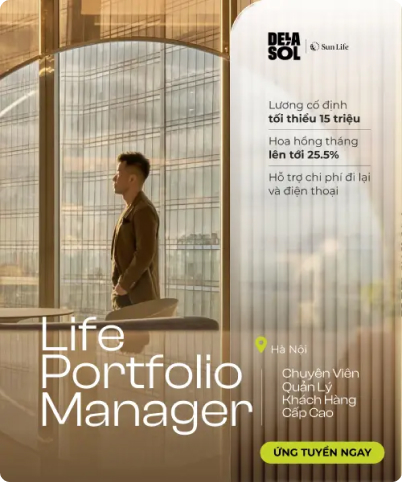 DELA
SOL
Sun Life
Lương cố định
tối thiểu 15 triệu
Hoa hồng tháng
lên tới 25.5%
Hỗ trợ chi phí đi lại
và điện thoại
Life
Portfolio
Manager
Hà Nội
Chuyên Viên
Quản Lý
Khách Hàng
Cấp Cao
ỨNG TUYỂN NGAY